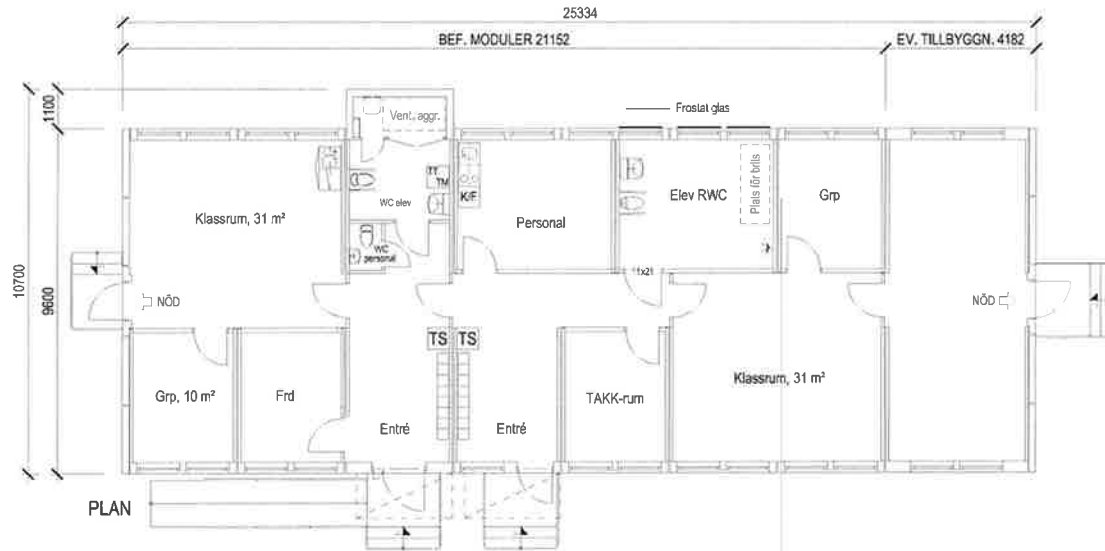 25334
BEF. MODULER 21152
EV. TILLBYGGN. 4182
1100
Frostat glas
Vent. aggr.
TT
TM
K/F
WC elev
Klassrum, 31 m²
Personal
Elev RWC
Plats för brits
Grp
WC
personal
10700
9600
11x21
NÖD
NÖD
TS
TS
Grp, 10 m²
Frd
Entré
Entré
TAKK-rum
Klassrum, 31 m²
PLAN